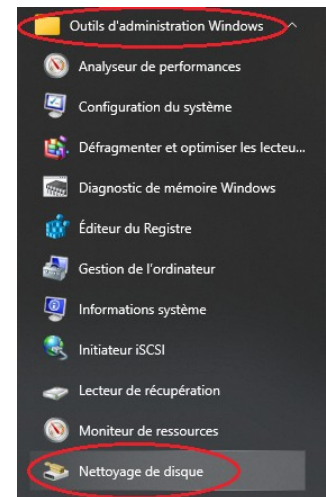 Outils d'administration Windows
Analyseur de performances
Configuration du système
Défragmenter et optimiser les lecteu...
Diagnostic de mémoire Windows
Éditeur du Registre
Gestion de l'ordinateur
Informations système
Initiateur iSCSI
Lecteur de récupération
Moniteur de ressources
Nettoyage de disque